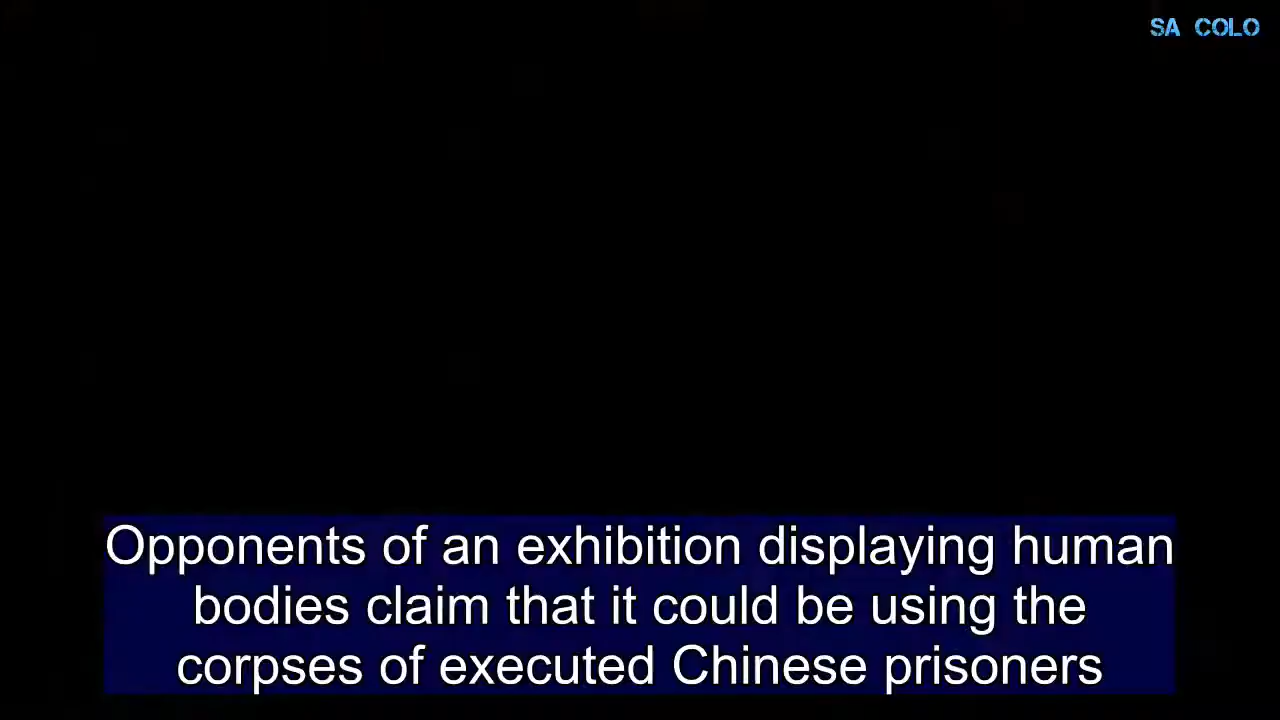 SA COLO
Opponents of an exhibition displaying human
bodies claim that it could be using the
corpses of executed Chinese prisoners